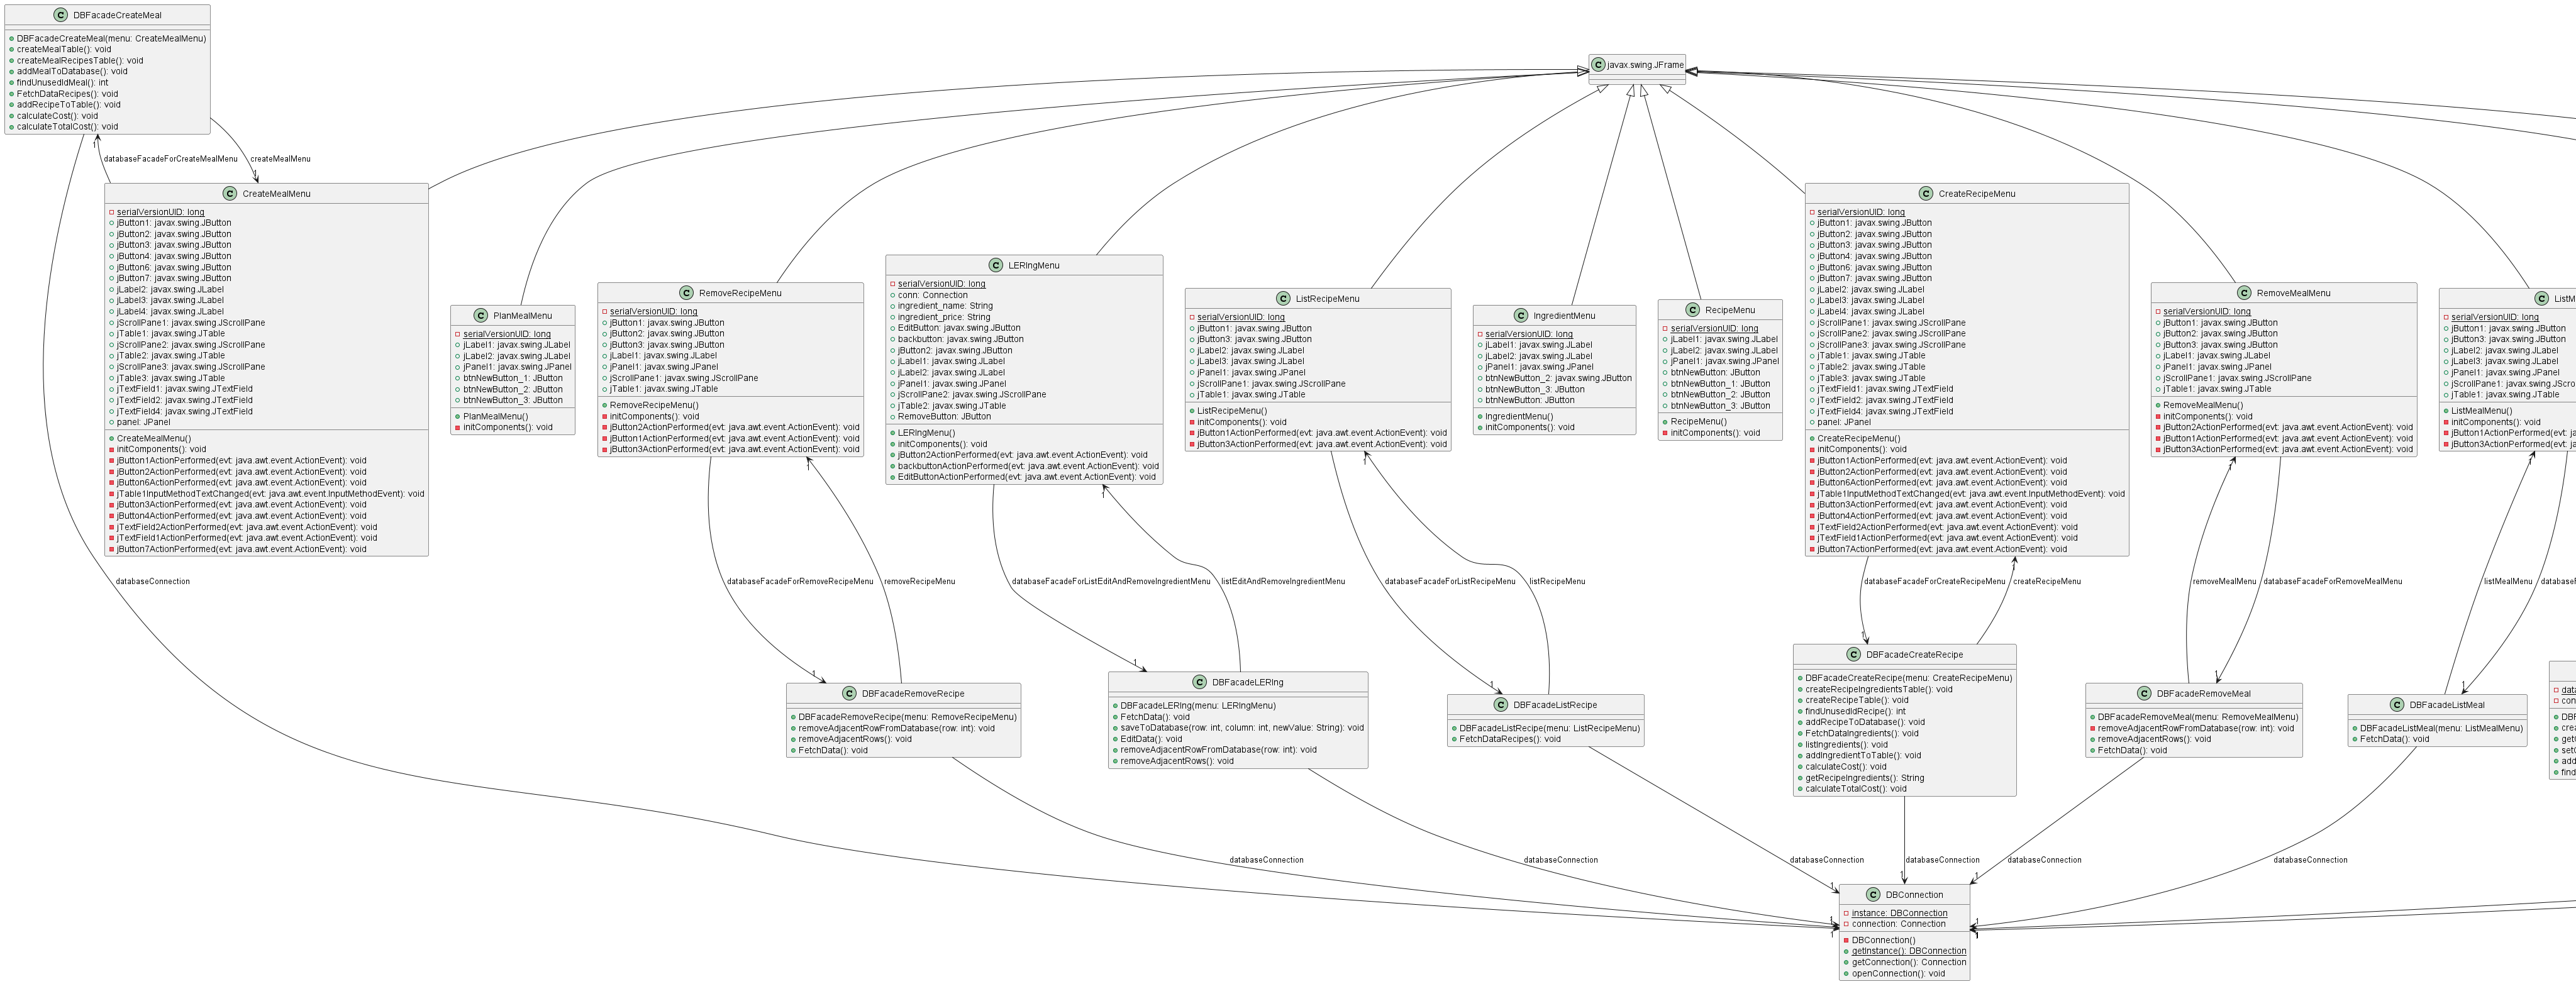 DBFacadeCreateMeal
DBFacadeCreateMeal(menu: CreateMealMenu)
createMealTable(): void
createMealRecipesTable(): void
addMealToDatabase(): void
findUnusedIdMeal(): int
FetchDataRecipes(): void
addRecipeToTable(): void
calculateCost(): void
calculateTotalCost(): void
javax.swing.JFrame
1
databaseFacadeForCreateMealMenu
createMealMenu
1
CreateMealMenu
serialVersionUID: long
jButton1: javax.swing.JButton
jButton2: javax.swing.JButton
jButton3: javax.swing.JButton
jButton4: javax.swing.JButton
jButton6: javax.swing.JButton
jButton7: javax.swing.JButton
jLabel2: javax.swing.JLabel
jLabel3: javax.swing.JLabel
jLabel4: javax.swing.JLabel
jScrollPane1: javax.swing.JScrollPane
jTable1: javax.swing.JTable
jScrollPane2: javax.swing.JScrollPane
jTable2: javax.swing.JTable
jScrollPane3: javax.swing.JScrollPane
jTable3: javax.swing.JTable
jTextField1: javax.swing.JTextField
jTextField2: javax.swing.JTextField
jTextField4: javax.swing.JTextField
panel: JPanel
CreateMealMenu()
initComponents(): void
jButton1ActionPerformed(evt: java.awt.event.ActionEvent): void
jButton2ActionPerformed(evt: java.awt.event.ActionEvent): void
jButton6ActionPerformed(evt: java.awt.event.ActionEvent): void
jTable1InputMethodTextChanged(evt: java.awt.event.InputMethodEvent): void
jButton3ActionPerformed(evt: java.awt.event.ActionEvent): void
jButton4ActionPerformed(evt: java.awt.event.ActionEvent): void
jTextField2ActionPerformed(evt: java.awt.event.ActionEvent): void
jTextField1ActionPerformed(evt: java.awt.event.ActionEvent): void
jButton7ActionPerformed(evt: java.awt.event.ActionEvent): void
PlanMealMenu
serialVersionUID: long
jLabel1: javax.swing.JLabel
jLabel2: javax.swing.JLabel
jPanel1: javax.swing.JPanel
btnNewButton_1: JButton
btnNewButton_2: JButton
btnNewButton_3: JButton
PlanMealMenu()
initComponents(): void
RemoveRecipeMenu
serialVersionUID: long
jButton1: javax.swing.JButton
jButton2: javax.swing.JButton
jButton3: javax.swing.JButton
jLabel1: javax.swing.JLabel
jPanel1: javax.swing.JPanel
jScrollPane1: javax.swing.JScrollPane
jTable1: javax.swing.JTable
RemoveRecipeMenu()
initComponents(): void
jButton2ActionPerformed(evt: java.awt.event.ActionEvent): void
jButton1ActionPerformed(evt: java.awt.event.ActionEvent): void
jButton3ActionPerformed(evt: java.awt.event.ActionEvent): void
1
LERIngMenu
serialVersionUID: long
conn: Connection
ingredient_name: String
ingredient_price: String
EditButton: javax.swing.JButton
backbutton: javax.swing.JButton
jButton2: javax.swing.JButton
jLabel1: javax.swing.JLabel
jLabel2: javax.swing.JLabel
jPanel1: javax.swing.JPanel
jScrollPane2: javax.swing.JScrollPane
jTable2: javax.swing.JTable
RemoveButton: JButton
LERIngMenu()
initComponents(): void
jButton2ActionPerformed(evt: java.awt.event.ActionEvent): void
backbuttonActionPerformed(evt: java.awt.event.ActionEvent): void
EditButtonActionPerformed(evt: java.awt.event.ActionEvent): void
1
ListRecipeMenu
serialVersionUID: long
jButton1: javax.swing.JButton
jButton3: javax.swing.JButton
jLabel2: javax.swing.JLabel
jLabel3: javax.swing.JLabel
jPanel1: javax.swing.JPanel
jScrollPane1: javax.swing.JScrollPane
jTable1: javax.swing.JTable
ListRecipeMenu()
initComponents(): void
jButton1ActionPerformed(evt: java.awt.event.ActionEvent): void
jButton3ActionPerformed(evt: java.awt.event.ActionEvent): void
1
IngredientMenu
serialVersionUID: long
jLabel1: javax.swing.JLabel
jLabel2: javax.swing.JLabel
jPanel1: javax.swing.JPanel
btnNewButton_2: javax.swing.JButton
btnNewButton_3: JButton
btnNewButton: JButton
IngredientMenu()
initComponents(): void
RecipeMenu
serialVersionUID: long
jLabel1: javax.swing.JLabel
jLabel2: javax.swing.JLabel
jPanel1: javax.swing.JPanel
btnNewButton: JButton
btnNewButton_1: JButton
btnNewButton_2: JButton
btnNewButton_3: JButton
RecipeMenu()
initComponents(): void
CreateRecipeMenu
serialVersionUID: long
jButton1: javax.swing.JButton
jButton2: javax.swing.JButton
jButton3: javax.swing.JButton
jButton4: javax.swing.JButton
jButton6: javax.swing.JButton
jButton7: javax.swing.JButton
jLabel2: javax.swing.JLabel
jLabel3: javax.swing.JLabel
jLabel4: javax.swing.JLabel
jScrollPane1: javax.swing.JScrollPane
jScrollPane2: javax.swing.JScrollPane
jScrollPane3: javax.swing.JScrollPane
jTable1: javax.swing.JTable
jTable2: javax.swing.JTable
jTable3: javax.swing.JTable
jTextField1: javax.swing.JTextField
jTextField2: javax.swing.JTextField
jTextField4: javax.swing.JTextField
panel: JPanel
CreateRecipeMenu()
initComponents(): void
jButton1ActionPerformed(evt: java.awt.event.ActionEvent): void
jButton2ActionPerformed(evt: java.awt.event.ActionEvent): void
jButton6ActionPerformed(evt: java.awt.event.ActionEvent): void
jTable1InputMethodTextChanged(evt: java.awt.event.InputMethodEvent): void
jButton3ActionPerformed(evt: java.awt.event.ActionEvent): void
jButton4ActionPerformed(evt: java.awt.event.ActionEvent): void
jTextField2ActionPerformed(evt: java.awt.event.ActionEvent): void
jTextField1ActionPerformed(evt: java.awt.event.ActionEvent): void
jButton7ActionPerformed(evt: java.awt.event.ActionEvent): void
1
RemoveMealMenu
serialVersionUID: long
jButton1: javax.swing.JButton
jButton2: javax.swing.JButton
jButton3: javax.swing.JButton
jLabel1: javax.swing.JLabel
jPanel1: javax.swing.JPanel
jScrollPane1: javax.swing.JScrollPane
jTable1: javax.swing.JTable
RemoveMealMenu()
initComponents(): void
jButton2ActionPerformed(evt: java.awt.event.ActionEvent): void
jButton1ActionPerformed(evt: java.awt.event.ActionEvent): void
jButton3ActionPerformed(evt: java.awt.event.ActionEvent): void
1
ListM
serialVersionUID: long
jButton1: javax.swing.JButton
jButton3: javax.swing.JButton
jLabel2: javax.swing.JLabel
jLabel3: javax.swing.JLabel
jPanel1: javax.swing.JPanel
jScrollPane1: javax.swing.JScro
jTable1: javax.swing.JTable
ListMealMenu()
initComponents(): void
jButton1ActionPerformed(evt: ja
jButton3ActionPerformed(evt: ja
1
databaseConnection
databaseFacadeForRemoveRecipeMenu
removeRecipeMenu
databaseFacadeForListEditAndRemoveIngredientMenu
listEditAndRemoveIngredientMenu
databaseFacadeForListRecipeMenu
listRecipeMenu
databaseFacadeForCreateRecipeMenu
createRecipeMenu
removeMealMenu
databaseFacadeForRemoveMealMenu
listMealMenu
databaseF
1
DBFacadeRemoveRecipe
DBFacadeRemoveRecipe(menu: RemoveRecipeMenu)
removeAdjacentRowFromDatabase(row: int): void
removeAdjacentRows(): void
FetchData(): void
1
DBFacadeLERIng
DBFacadeLERIng(menu: LERIngMenu)
FetchData(): void
saveToDatabase(row: int, column: int, newValue: String): void
EditData(): void
removeAdjacentRowFromDatabase(row: int): void
removeAdjacentRows(): void
1
DBFacadeListRecipe
DBFacadeListRecipe(menu: ListRecipeMenu)
FetchDataRecipes(): void
1
DBFacadeCreateRecipe
DBFacadeCreateRecipe(menu: CreateRecipeMenu)
createRecipeIngredientsTable(): void
createRecipeTable(): void
findUnusedIdRecipe(): int
addRecipeToDatabase(): void
FetchDataIngredients(): void
listIngredients(): void
addIngredientToTable(): void
calculateCost(): void
getRecipeIngredients(): String
calculateTotalCost(): void
1
DBFacadeRemoveMeal
DBFacadeRemoveMeal(menu: RemoveMealMenu)
removeAdjacentRowFromDatabase(row: int): void
removeAdjacentRows(): void
FetchData(): void
1
DBFacadeListMeal
DBFacadeListMeal(menu: ListMealMenu)
FetchData(): void
data
con
DBF
crea
get
set
add
find
databaseConnection
databaseConnection
databaseConnection
databaseConnection
databaseConnection
databaseConnection
1
1
1
1
1
1
1
DBConnection
instance: DBConnection
connection: Connection
DBConnection()
getInstance(): DBConnection
getConnection(): Connection
openConnection(): void